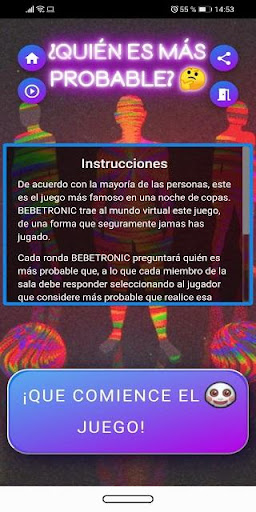 54 % 14:53
¿QUIÉN ES MÁS
PROBABLE?
Instrucciones
De acuerdo con la mayoría de las personas, este
es el juego más famoso en una noche de copas.
BEBETRONIC trae al mundo virtual este juego,
de una forma que seguramente jamas has
jugado.
Cada ronda BEBETRONIC preguntará quién es
más probable que, a lo que cada miembro de la
sala debe responder seleccionando al jugador
que considere más probable que realice esa
¡QUE COMIENCE EL
JUEGO!